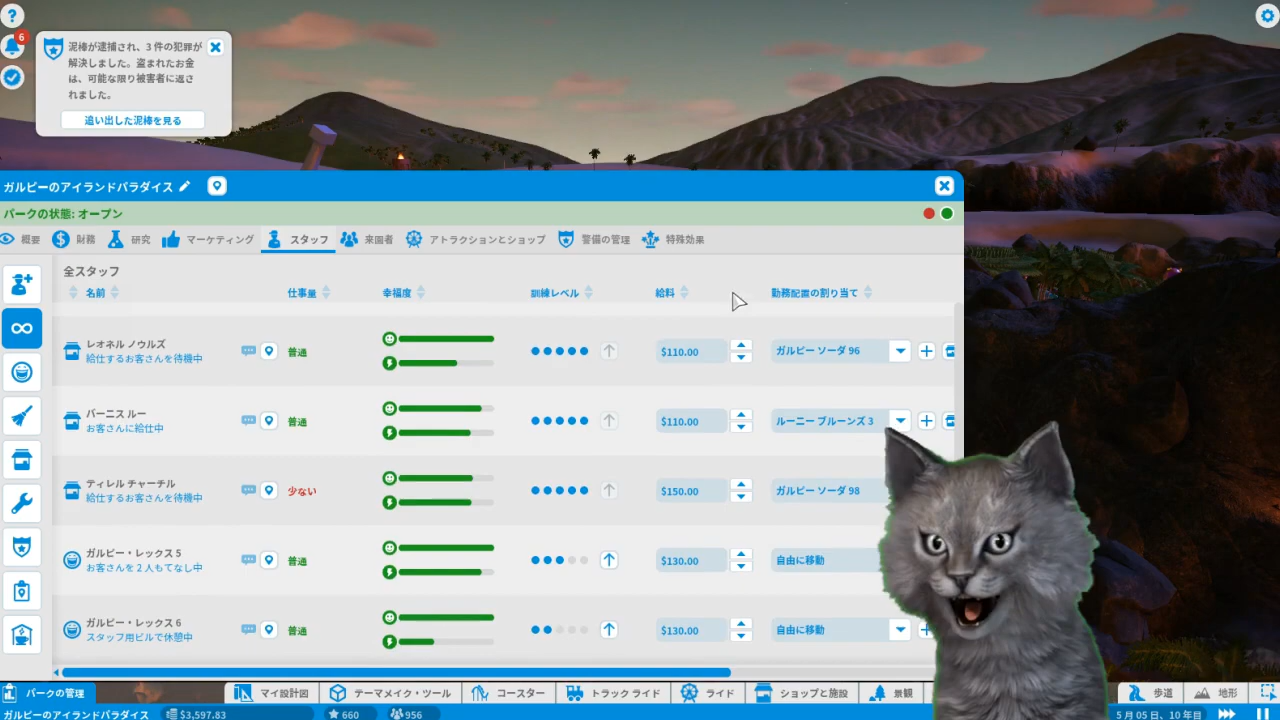 ?
6
泥棒が逮捕され、3 件の犯罪が
解決しました。盗まれたお金
は、可能な限り被害者に返さ
れました。
追い出した泥棒を見る
ガルピーのアイランドパラダイス
パークの状態: オープン
概要 財務 研究 マーケティング スタッフ 来園者 アトラクションとショップ 警備の管理 特殊効果
全スタッフ
名前 仕事量 幸福度 訓練レベル 給料 勤務配置の割り当て
レオネル ノウルズ
給仕するお客さんを待機中
普通 $110.00 ガルピー ソーダ 96
バーニス ルー
お客さんに給仕中
普通 $110.00 ルーニー ブルーンズ 3
ティレル チャーチル
給仕するお客さんを待機中
少ない $150.00 ガルピー ソーダ 98
ガルピー・レックス 5
お客さんを 2 人もてなし中
普通 $130.00 自由に移動
ガルピー・レックス 6
スタッフ用ビルで休憩中
普通 $130.00 自由に移動
パークの管理 マイ設計図 テーマメイク・ツール コースター トラックライド ライド ショップと施設 景観 歩道 地形
ガルピーのアイランドパラダイス $3,597.83 660 956 5 月 05 日、10 年目